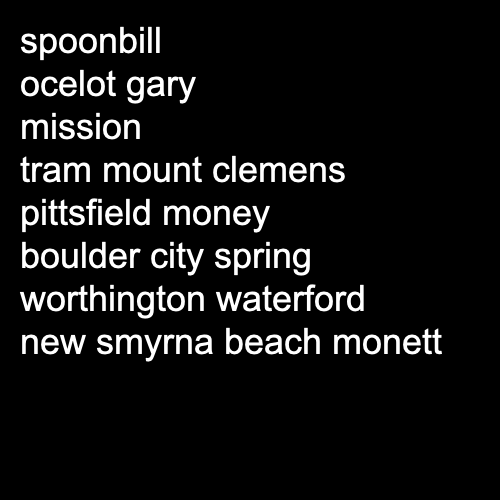 spoonbill
ocelot gary
mission
tram mount clemens
pittsfield money
boulder city spring
worthington waterford
new smyrna beach monett